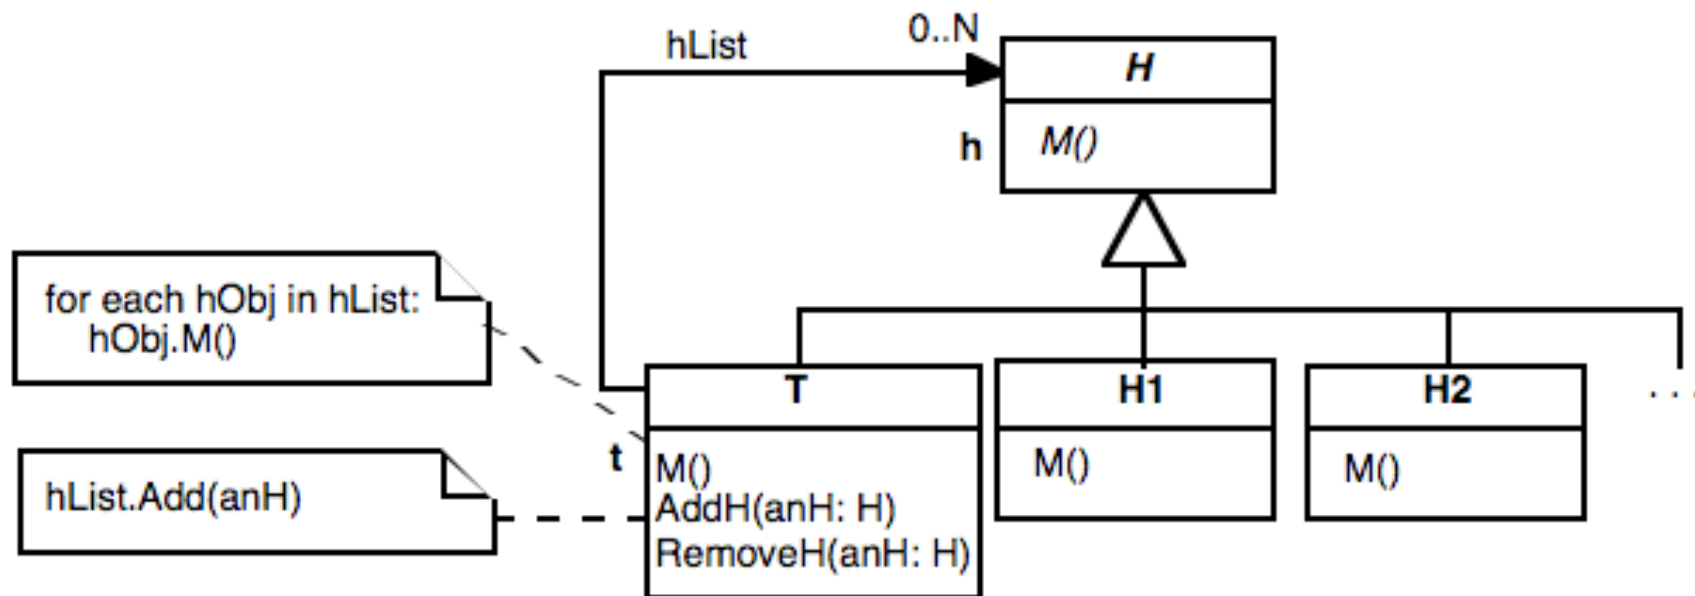 hList
0..N
H
h
M()
for each hObj in hList:
hObj.M()
T
H1
H2
. . .
t
M()
AddH(anH: H)
RemoveH(anH: H)
M()
M()
hList.Add(anH)